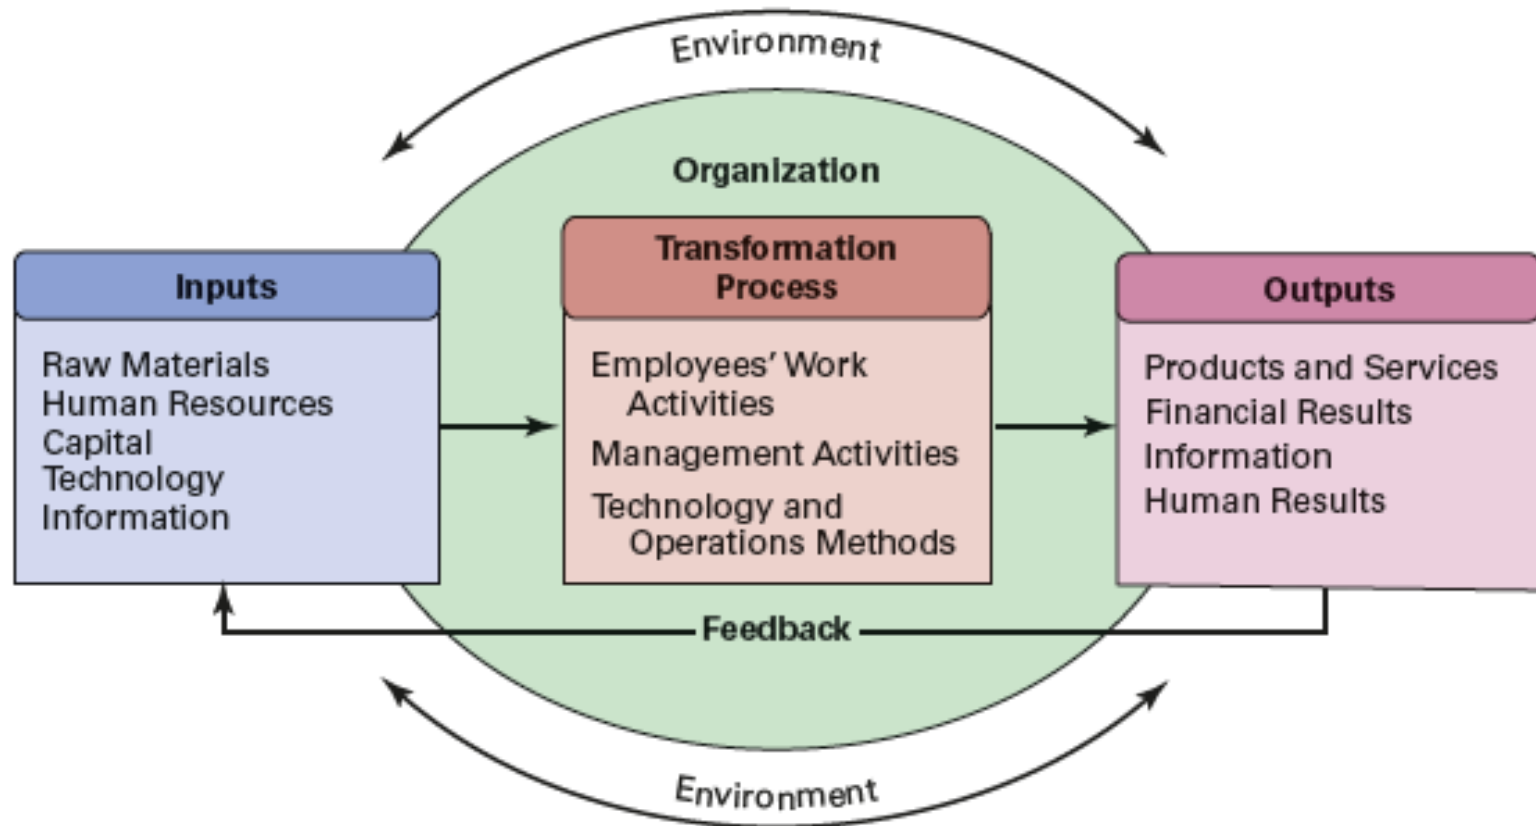 Environment
Organization
Inputs
Raw Materials
Human Resources
Capital
Technology
Information
Transformation
Process
Employees’ Work
Activities
Management Activities
Technology and
Operations Methods
Outputs
Products and Services
Financial Results
Information
Human Results
Feedback
Environment